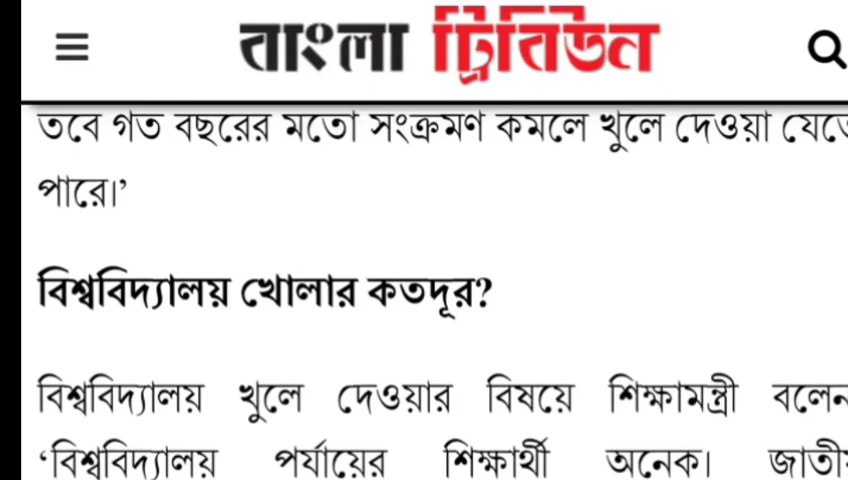 বাংলা ট্রিবিউন
তবে গত বছরের মতো সংক্রমণ কমলে খুলে দেওয়া যেতে
পারে।’
বিশ্ববিদ্যালয় খোলার কতদূর?
বিশ্ববিদ্যালয় খুলে দেওয়ার বিষয়ে শিক্ষামন্ত্রী বলেন
‘বিশ্ববিদ্যালয় পর্যায়ের শিক্ষার্থী অনেক। জাতীয়